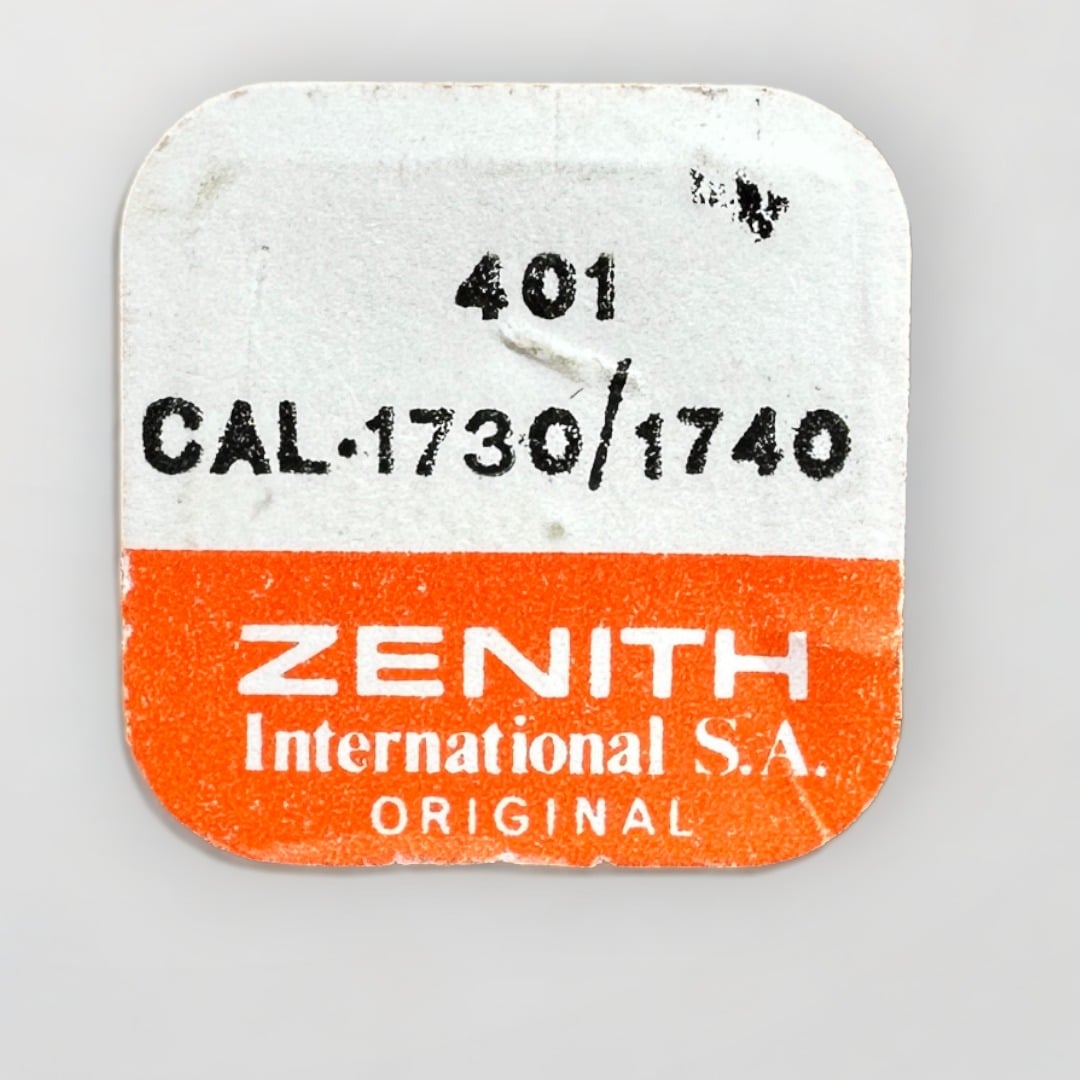 401
CAL·1730/1740
ZENITH
International S.A.
ORIGINAL